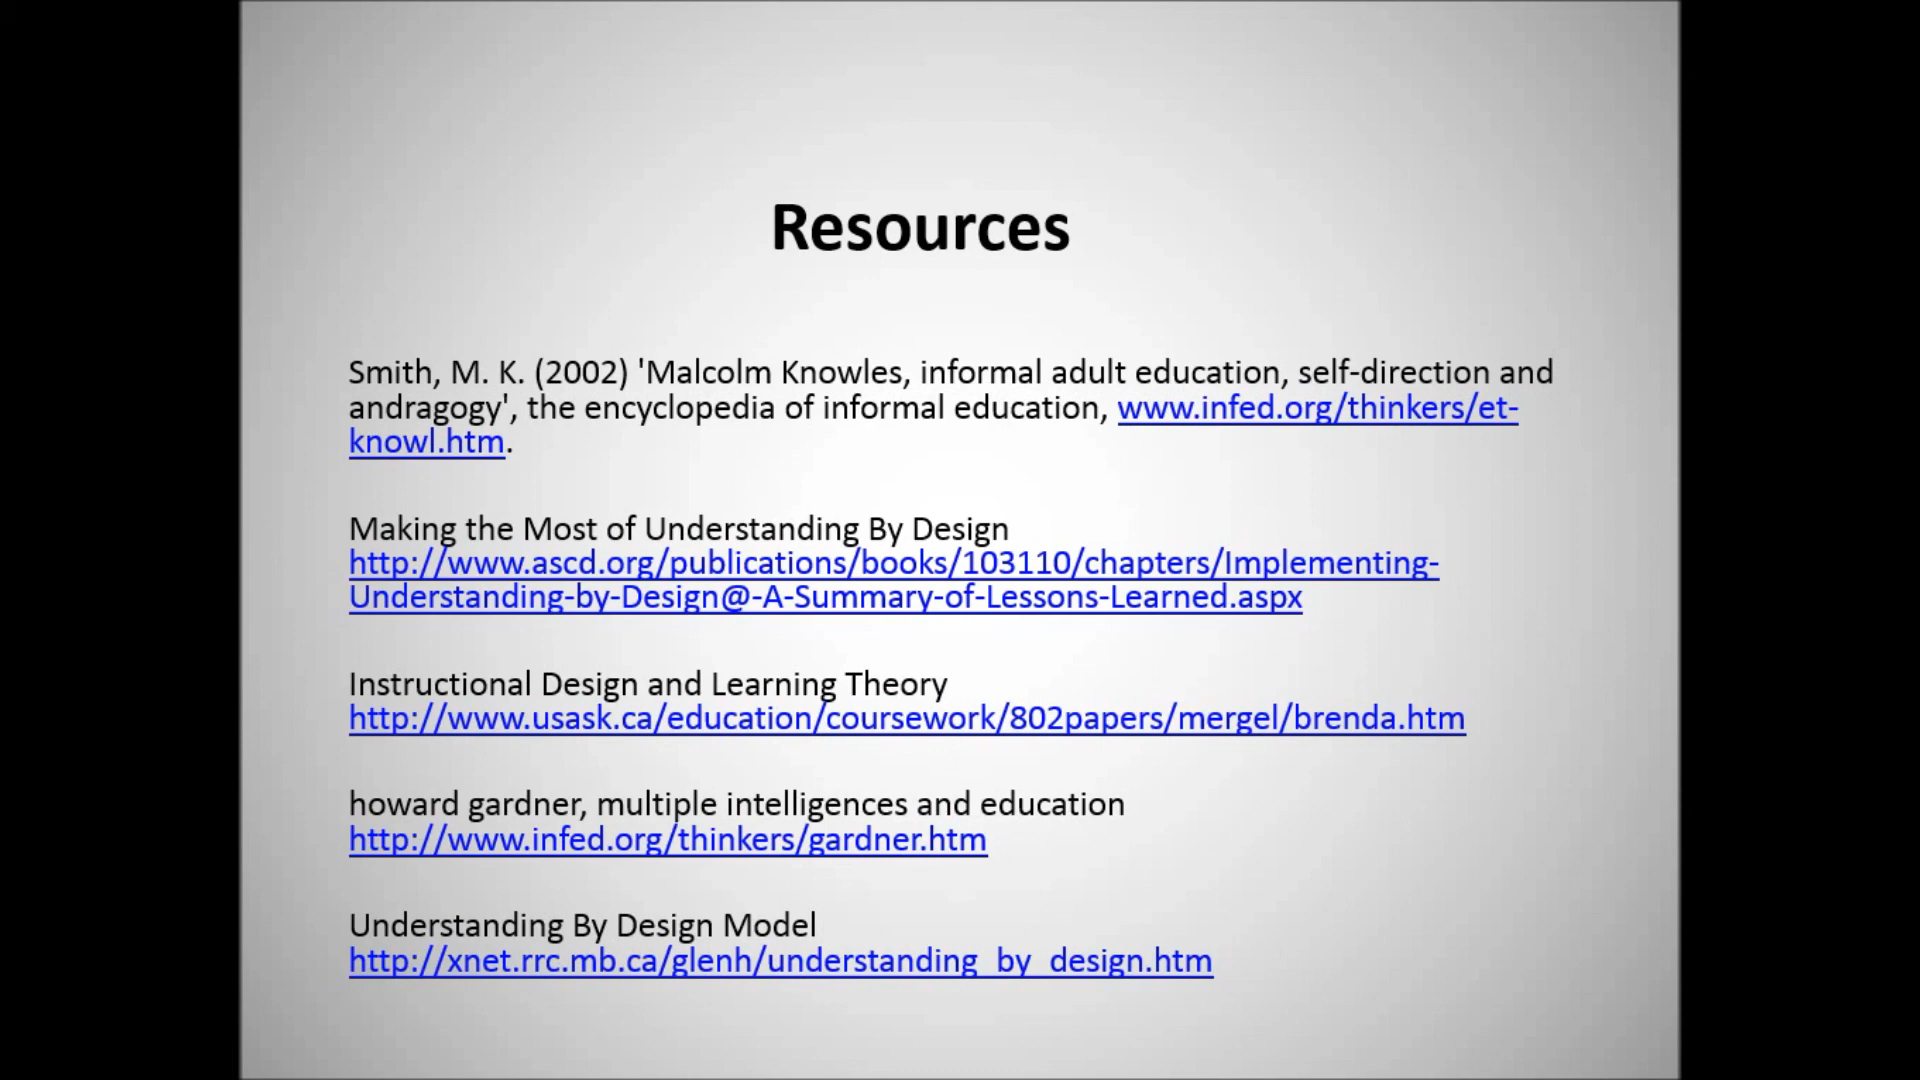 Resources
Smith, M. K. (2002) 'Malcolm Knowles, informal adult education, self-direction and
andragogy', the encyclopedia of informal education, www.infed.org/thinkers/et-
knowl.htm.
Making the Most of Understanding By Design
http://www.ascd.org/publications/books/103110/chapters/Implementing-
Understanding-by-Design@-A-Summary-of-Lessons-Learned.aspx
Instructional Design and Learning Theory
http://www.usask.ca/education/coursework/802papers/mergel/brenda.htm
howard gardner, multiple intelligences and education
http://www.infed.org/thinkers/gardner.htm
Understanding By Design Model
http://xnet.rrc.mb.ca/glenh/understanding_by_design.htm